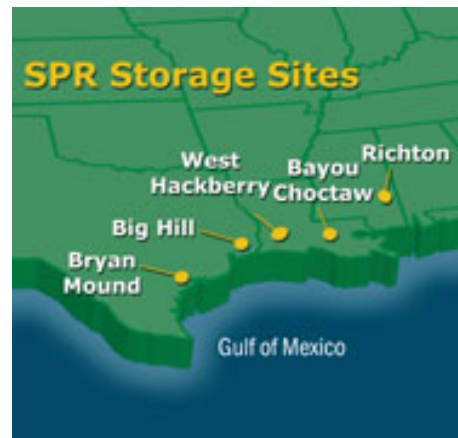 SPR Storage Sites
West
Hackberry
Bayou
Choctaw
Richton
Big Hill
Bryan
Mound
Gulf of Mexico